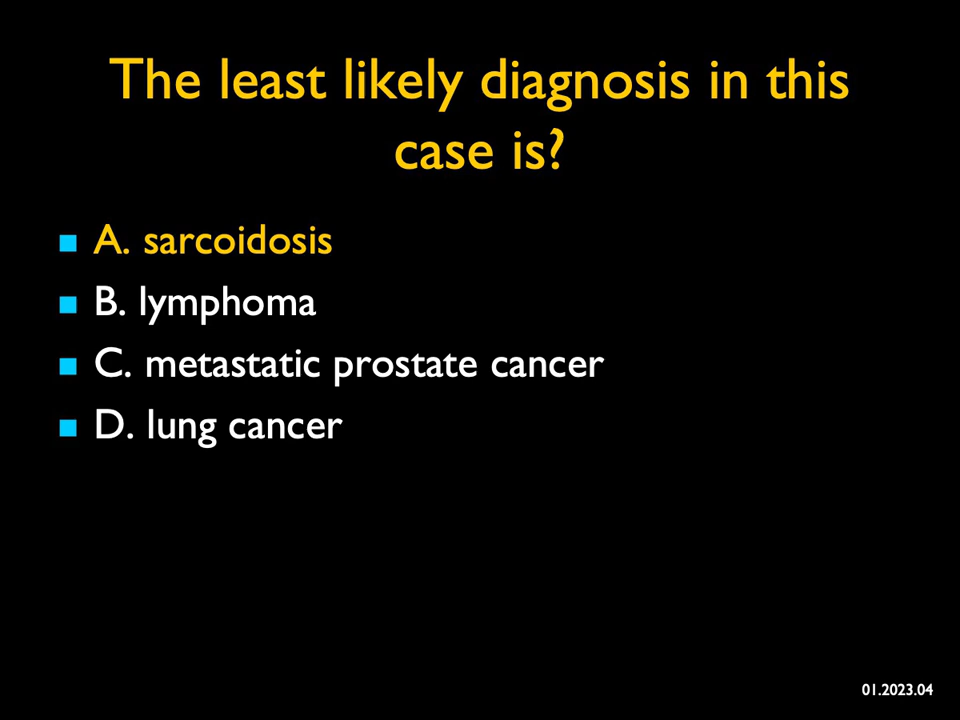 The least likely diagnosis in this
case is?
A. sarcoidosis
B. lymphoma
C. metastatic prostate cancer
D. lung cancer
01.2023.04